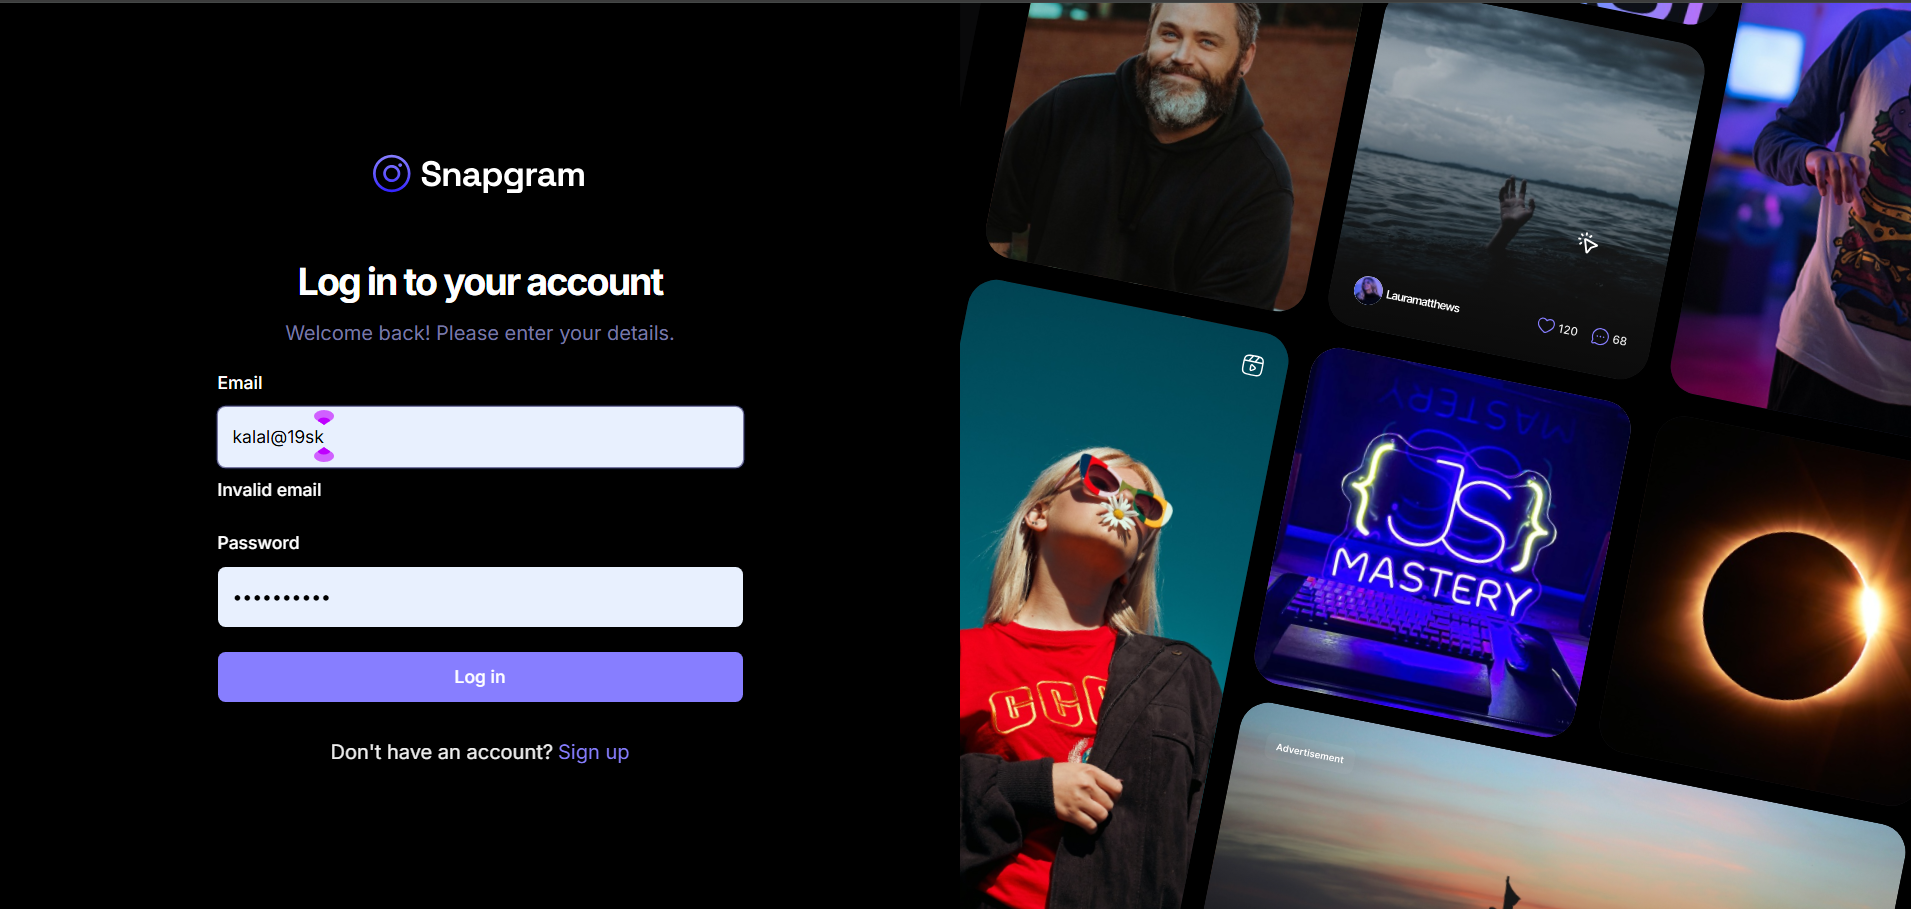 Snapgram
Log in to your account
Welcome back! Please enter your details.
Email
kalal@19sk
Invalid email
Password
••••••••••
Log in
Don't have an account? Sign up
Lauramatthews
120
68
MASTERY
{JS}
MASTERY
Advertisement